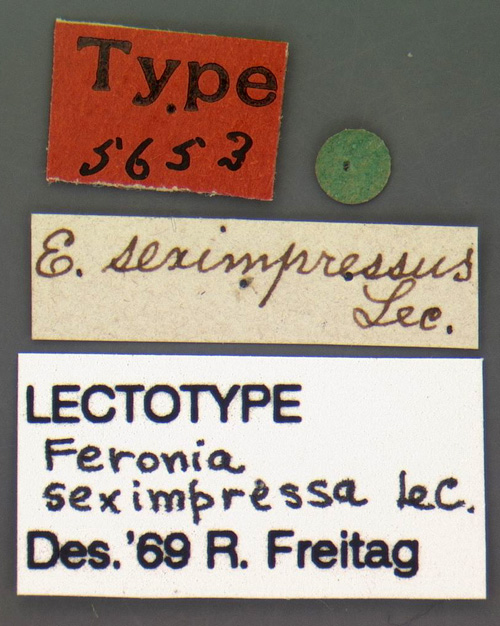 Type
5653
E. seximpressus
Lec.
LECTOTYPE
Feronia
seximpressa LeC.
Des. '69 R. Freitag